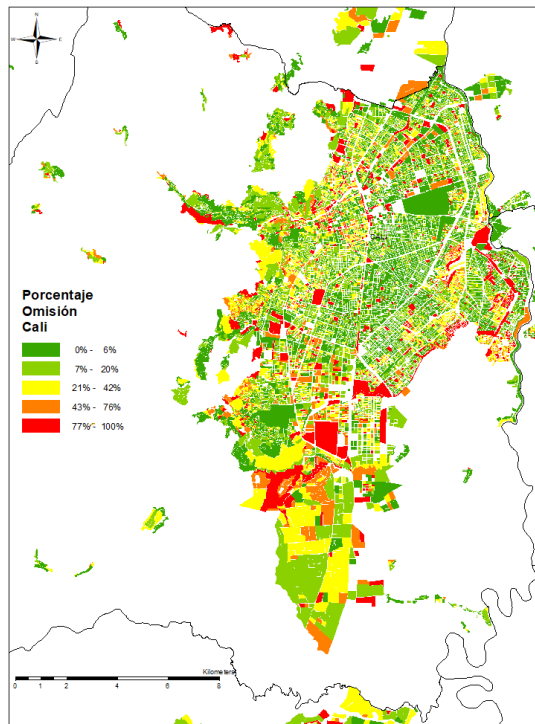 N
W E
S
Porcentaje
Omisión
Cali
0% - 6%
7% - 20%
21% - 42%
43% - 76%
77% - 100%
Kilometers
0 1 2 4 6 8